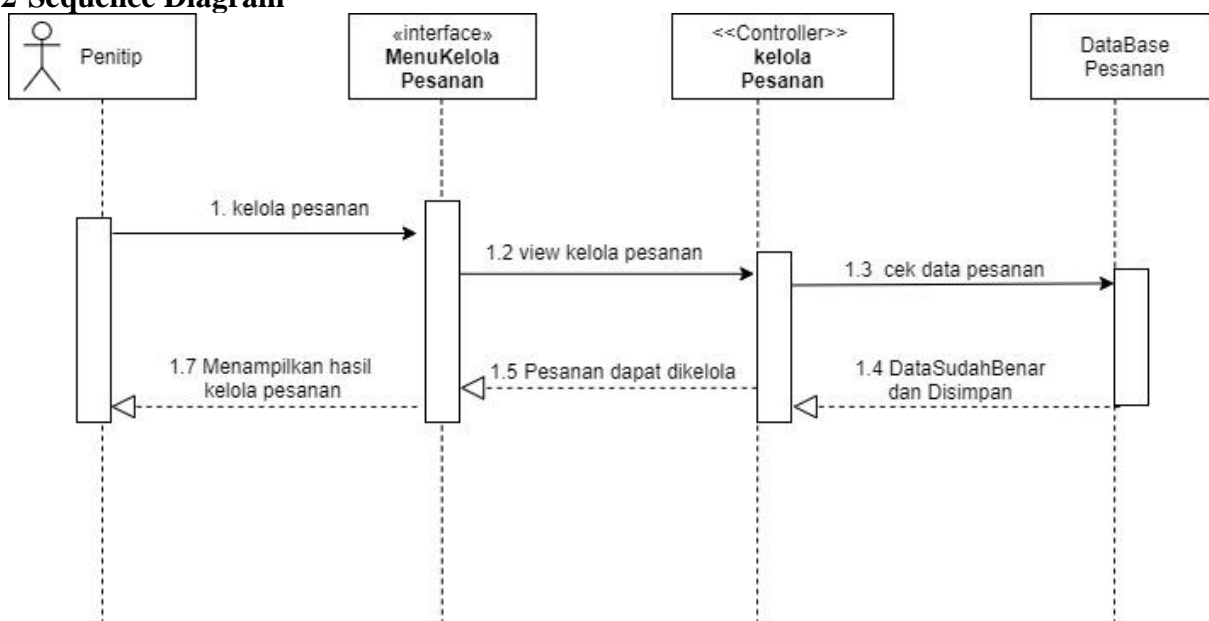 2 Sequence Diagram
Penitip
«interface»
MenuKelola
Pesanan
<<Controller>>
kelola
Pesanan
DataBase
Pesanan
1. kelola pesanan
1.2 view kelola pesanan
1.3 cek data pesanan
1.7 Menampilkan hasil
kelola pesanan
1.5 Pesanan dapat dikelola
1.4 DataSudahBenar
dan Disimpan